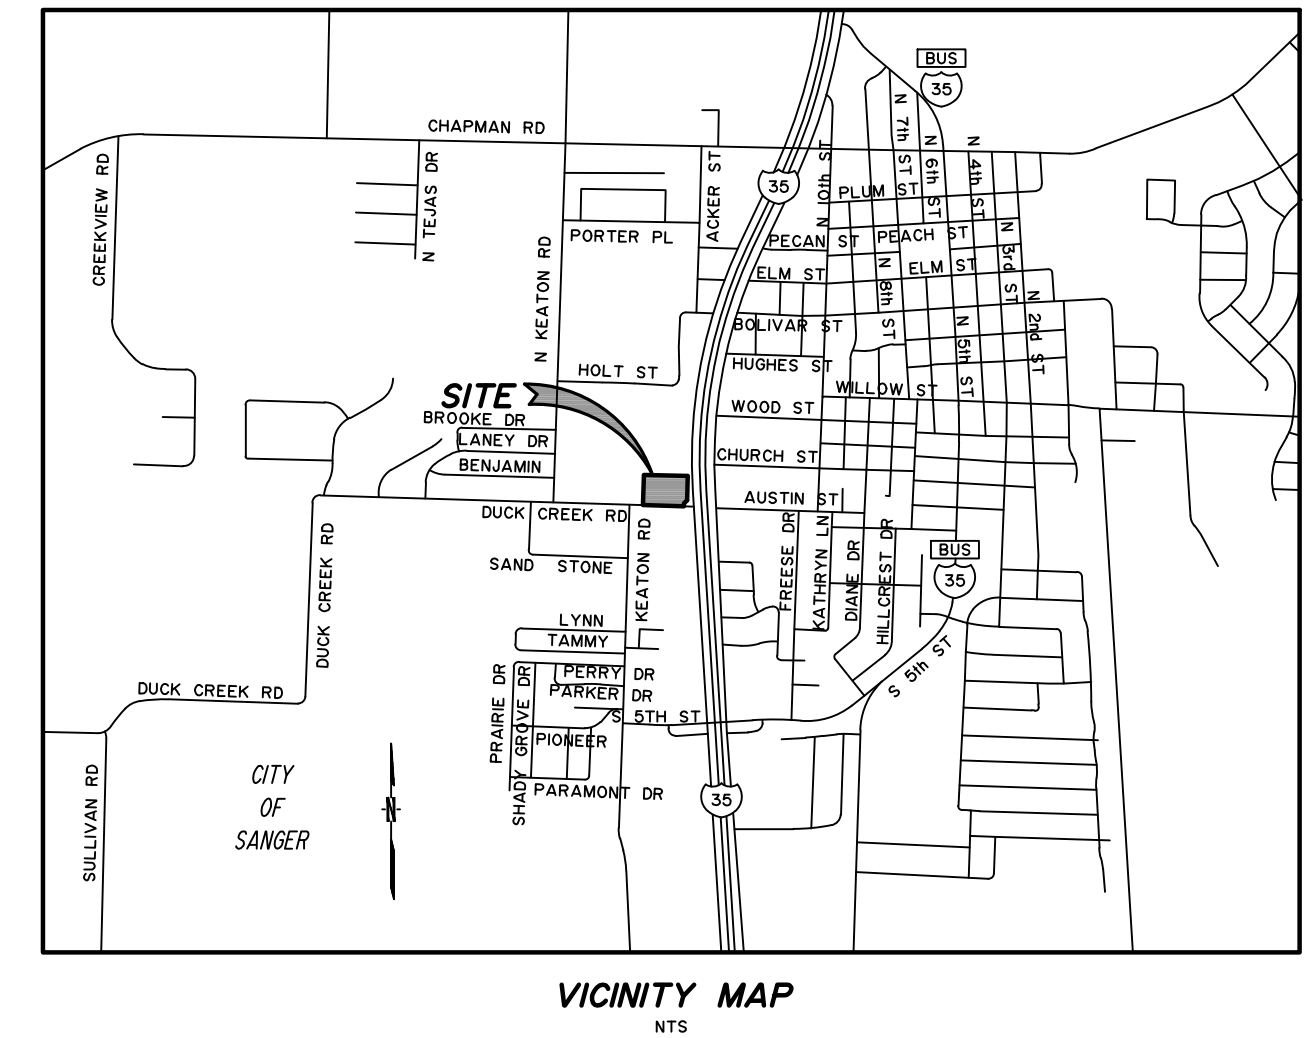 BUS
35
CHAPMAN RD
CREEKVIEW RD
N TEJAS DR
ACKER ST
35
N 10th ST
N 7th ST
N 6th ST
N 4th ST
PLUM ST
PORTER PL
PECAN ST
PEACH ST
N 3rd ST
N KEATON RD
ELM ST
ELM ST
N 8th ST
N 2nd ST
BOLIVAR ST
N 5th ST
HOLT ST
HUGHES ST
SITE
WILLOW ST
WOOD ST
BROOKE DR
LANEY DR
BENJAMIN
CHURCH ST
AUSTIN ST
DUCK CREEK RD
DUCK CREEK RD
SAND STONE
KEATON RD
FREESE DR
KATHRYN LN
DIANE DR
HILLCREST DR
BUS
35
LYNN
TAMMY
PERRY DR
PARKER DR
S 5th ST
DUCK CREEK RD
PRAIRIE DR
SHADY GROVE DR
S 5TH ST
PIONEER
PARAMONT DR
35
SULLIVAN RD
CITY
OF
SANGER
N
VICINITY MAP
NTS